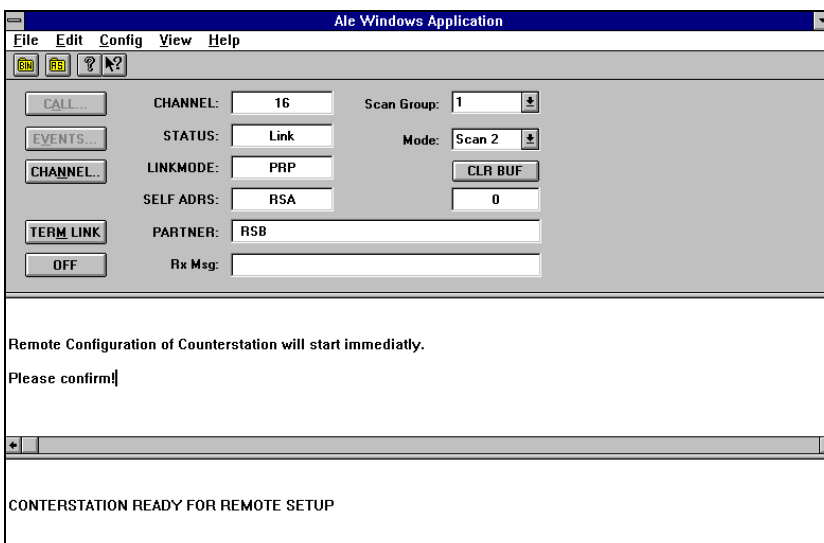 Ale Windows Application
File Edit Config View Help
BIN RS ? ?
CALL... CHANNEL: 16 Scan Group: 1
EVENTS... STATUS: Link Mode: Scan 2
CHANNEL.. LINKMODE: PRP CLR BUF
SELF ADRS: RSA 0
TERM LINK PARTNER: RSB
OFF Rx Msg:
Remote Configuration of Counterstation will start immediatly.
Please confirm!
CONTERSTATION READY FOR REMOTE SETUP